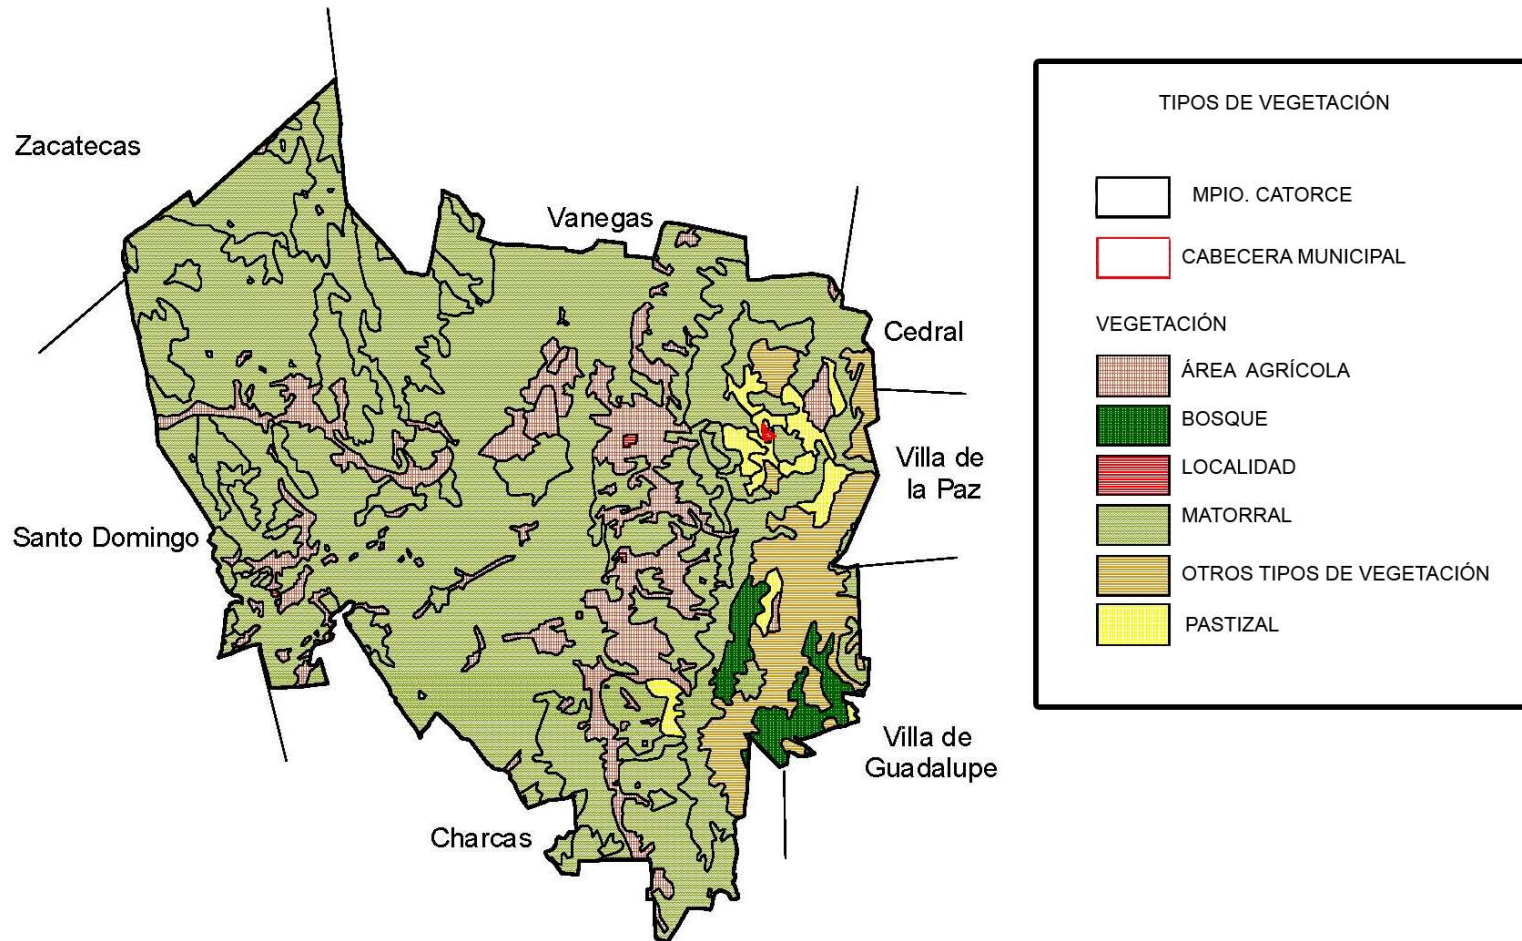 Zacatecas
Vanegas
Cedral
Villa de
la Paz
Santo Domingo
Villa de
Guadalupe
Charcas
TIPOS DE VEGETACIÓN
MPIO. CATORCE
CABECERA MUNICIPAL
VEGETACIÓN
ÁREA AGRÍCOLA
BOSQUE
LOCALIDAD
MATORRAL
OTROS TIPOS DE VEGETACIÓN
PASTIZAL